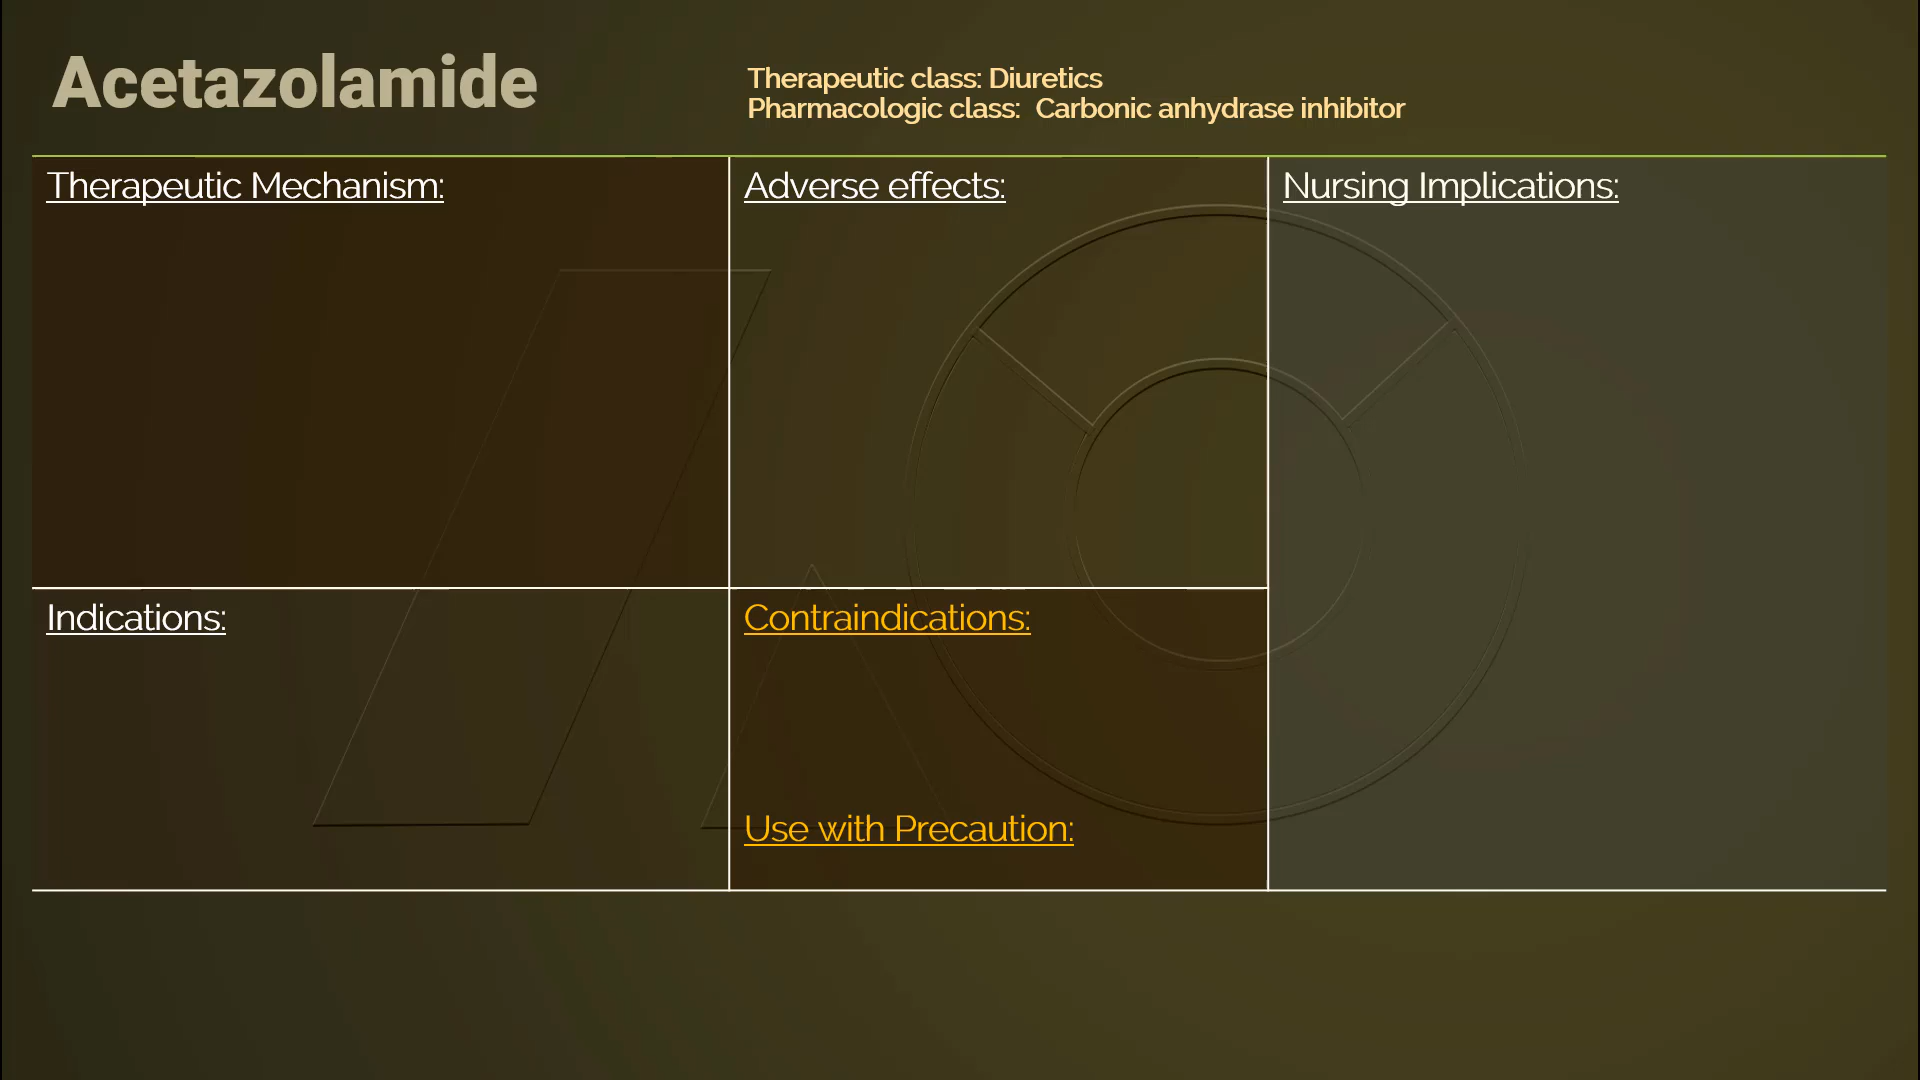 Acetazolamide
Therapeutic class: Diuretics
Pharmacologic class:  Carbonic anhydrase inhibitor
Therapeutic Mechanism:
Adverse effects:
Nursing Implications:
Indications:
Contraindications:
Use with Precaution: